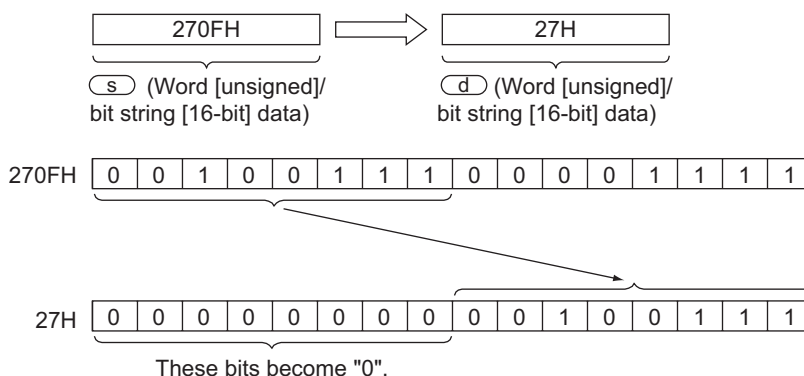 270FH 27H
s (Word [unsigned]/ d (Word [unsigned]/
bit string [16-bit] data) bit string [16-bit] data)
270FH 0 0 1 0 0 1 1 1 0 0 0 0 1 1 1 1
27H 0 0 0 0 0 0 0 0 0 0 1 0 0 1 1 1
These bits become "0".